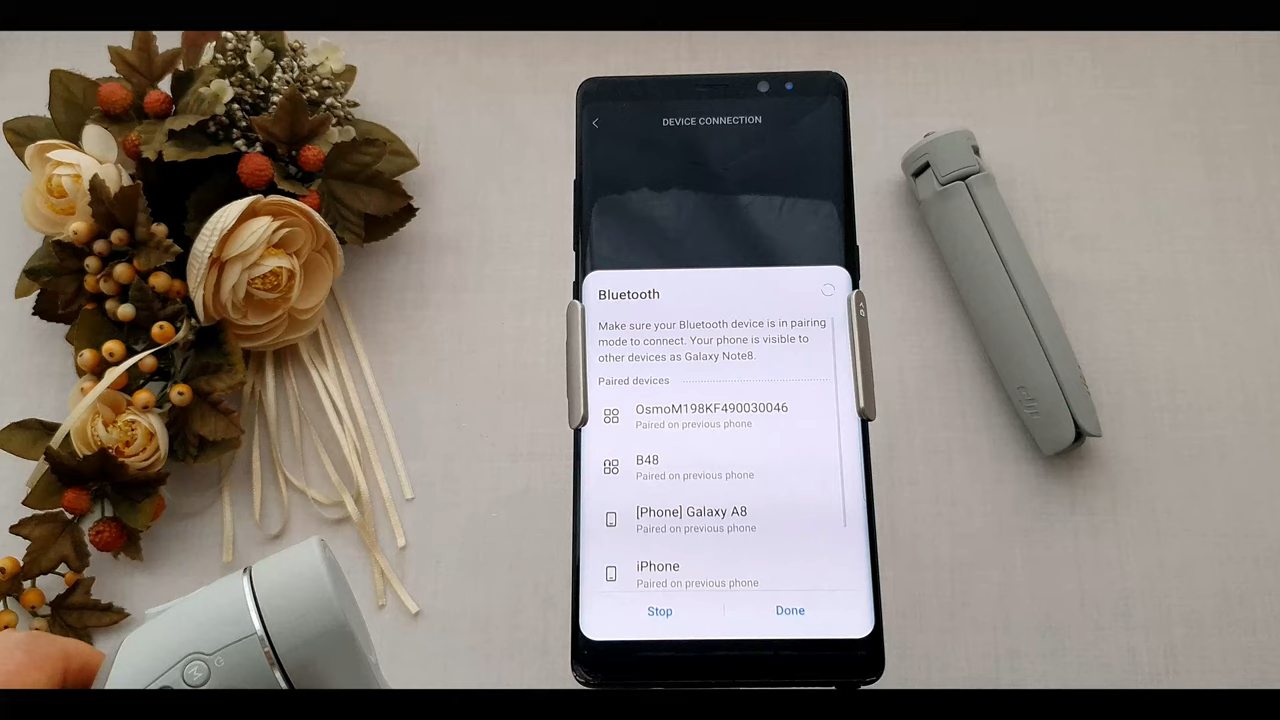 DEVICE CONNECTION
Bluetooth
Make sure your Bluetooth device is in pairing
mode to connect. Your phone is visible to
other devices as Galaxy Note8.
Paired devices
OsmoM198KF490030046
Paired on previous phone
B48
Paired on previous phone
[Phone] Galaxy A8
Paired on previous phone
iPhone
Paired on previous phone
Stop
Done
dji
M